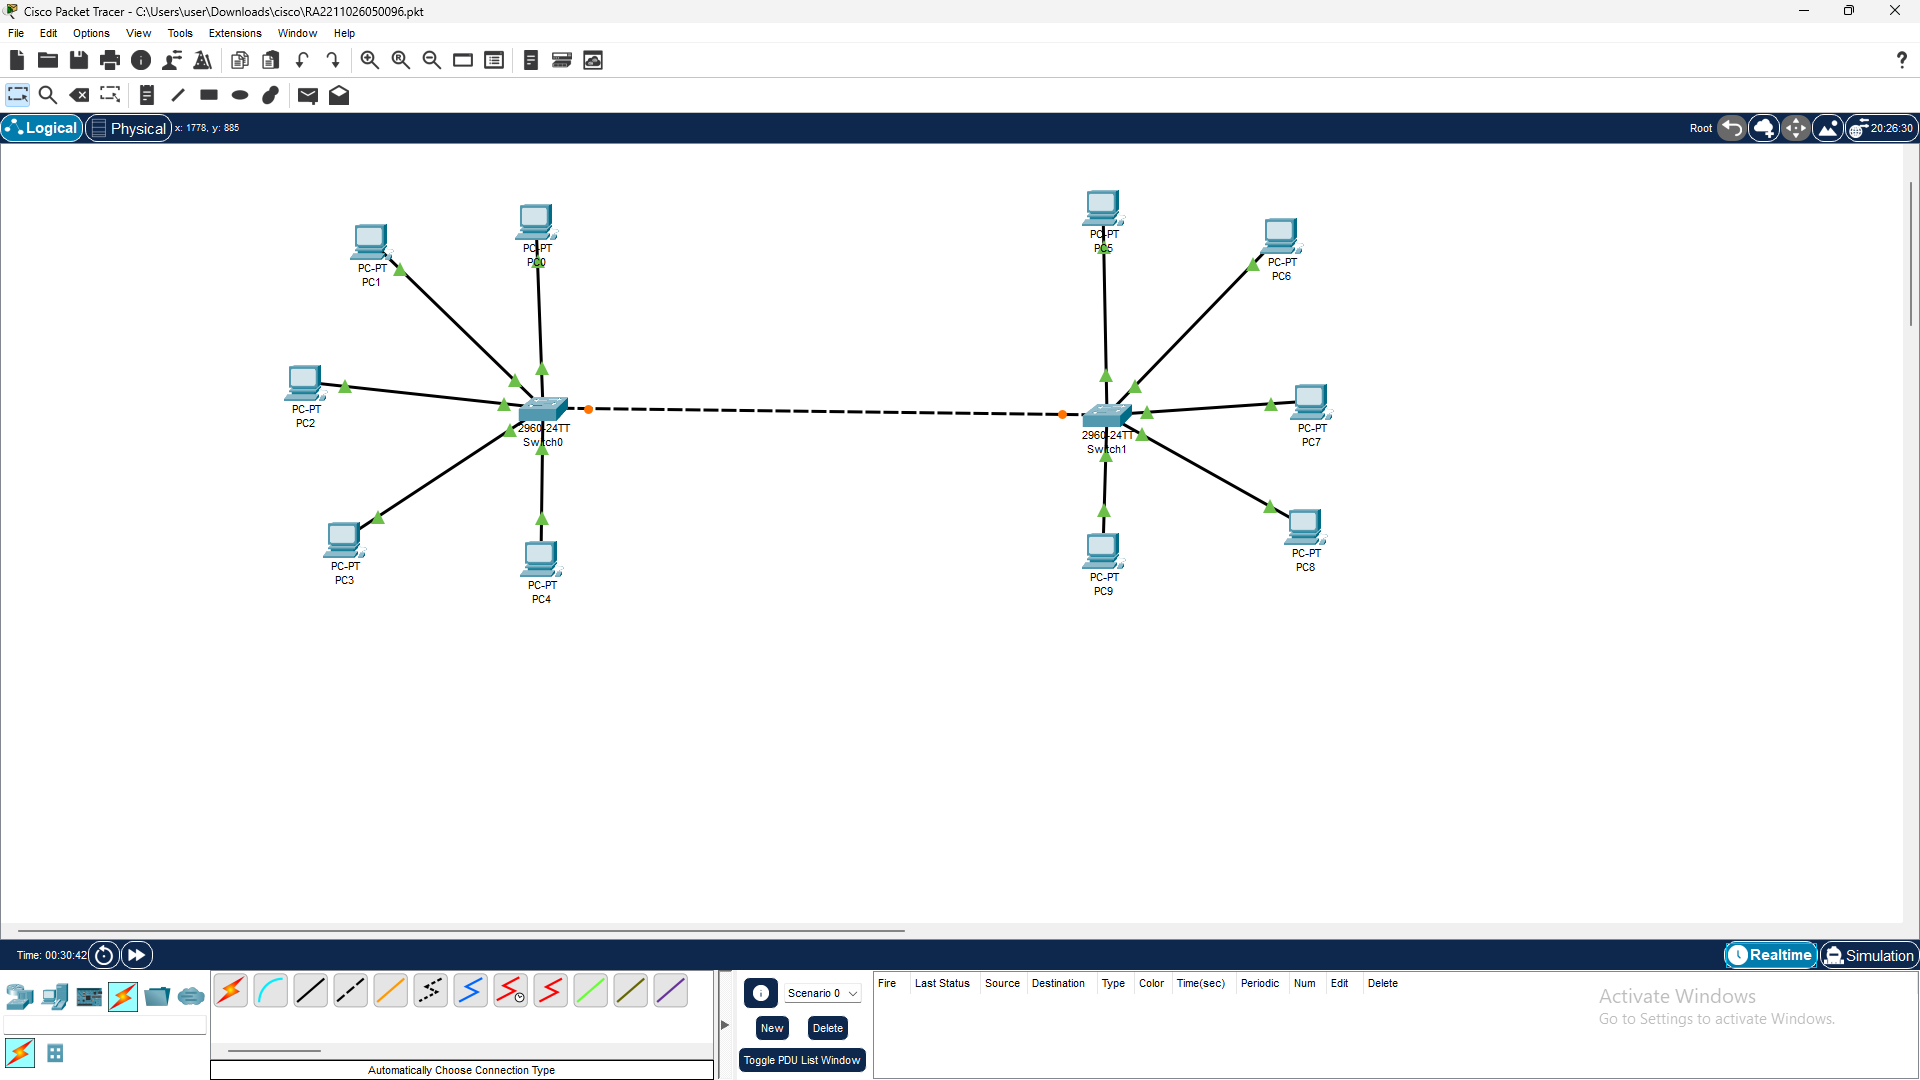 Cisco Packet Tracer - C:\Users\user\Downloads\cisco\RA2211026050096.pkt
File Edit Options View Tools Extensions Window Help
Logical Physical x: 1778, y: 885 Root 20:26:30
PC-PT
PC5
PC-PT
PC0
PC-PT
PC6
PC-PT
PC1
PC-PT
PC2
2960-24TT
Switch0
2960-24TT
Switch1
PC-PT
PC7
PC-PT
PC8
PC-PT
PC3
PC-PT
PC4
PC-PT
PC9
Time: 00:30:42 Realtime Simulation
Scenario 0
New Delete
Toggle PDU List Window
Fire Last Status Source Destination Type Color Time(sec) Periodic Num Edit Delete
Activate Windows
Go to Settings to activate Windows.
Automatically Choose Connection Type